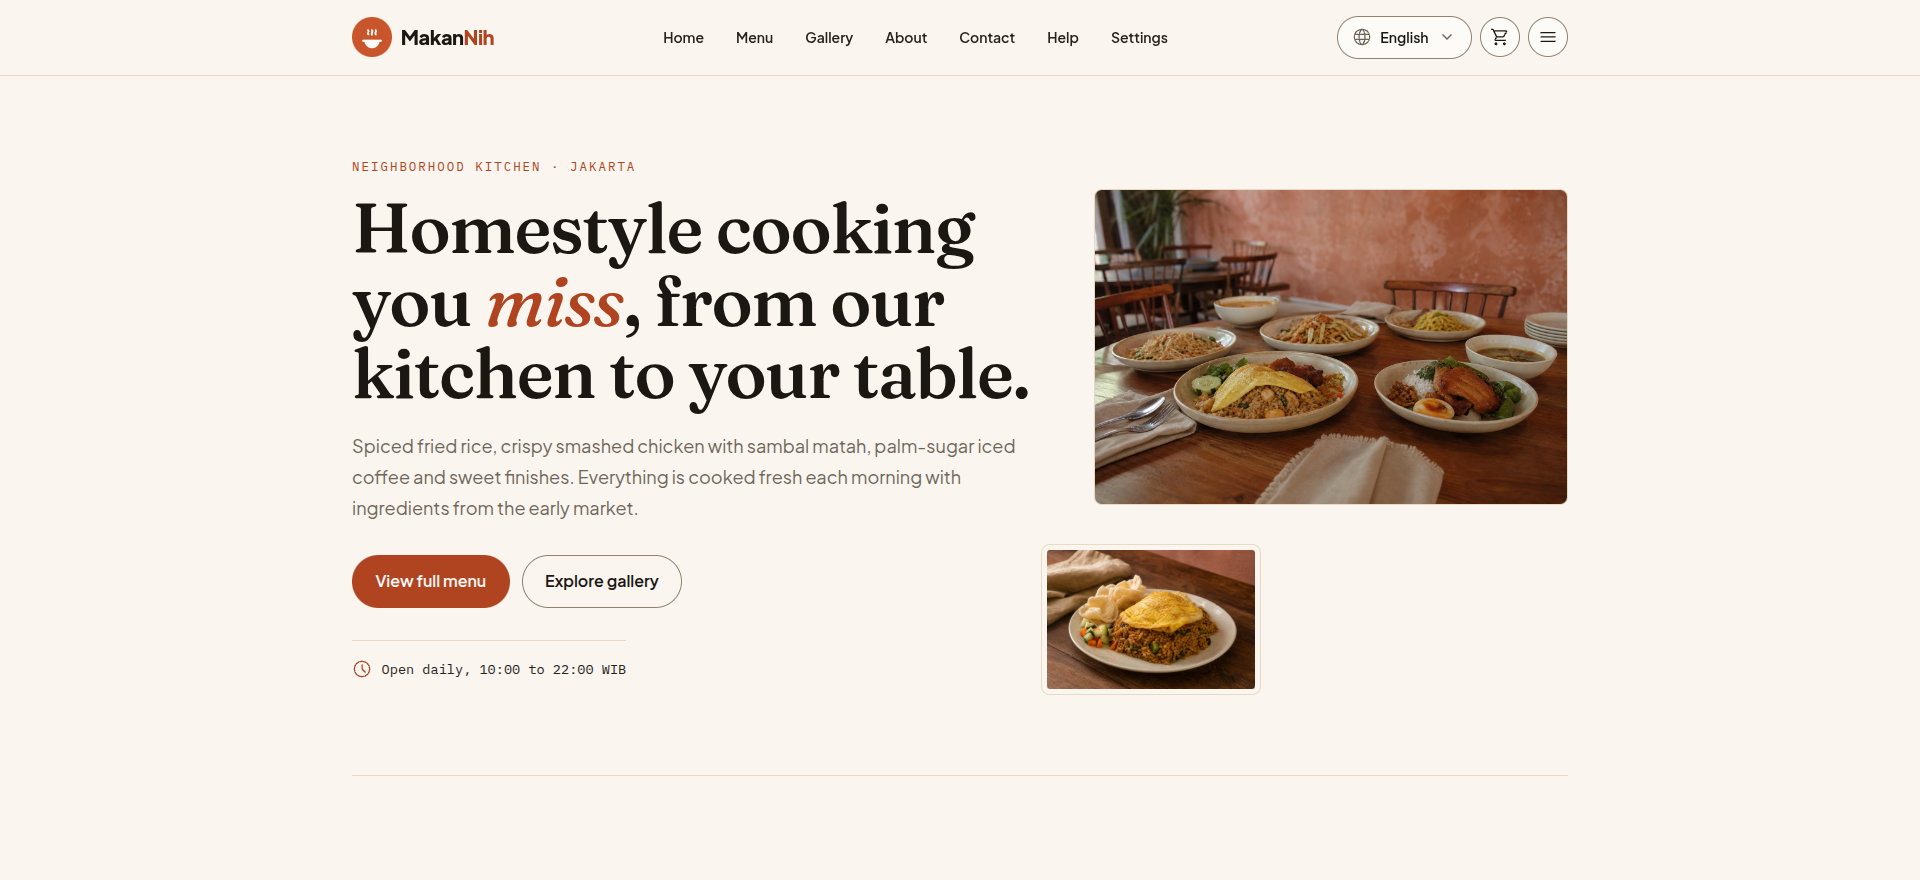 MakanNih
Home
Menu
Gallery
About
Contact
Help
Settings
English
NEIGHBORHOOD KITCHEN · JAKARTA
Homestyle cooking
you miss, from our
kitchen to your table.
Spiced fried rice, crispy smashed chicken with sambal matah, palm-sugar iced
coffee and sweet finishes. Everything is cooked fresh each morning with
ingredients from the early market.
View full menu
Explore gallery
Open daily, 10:00 to 22:00 WIB